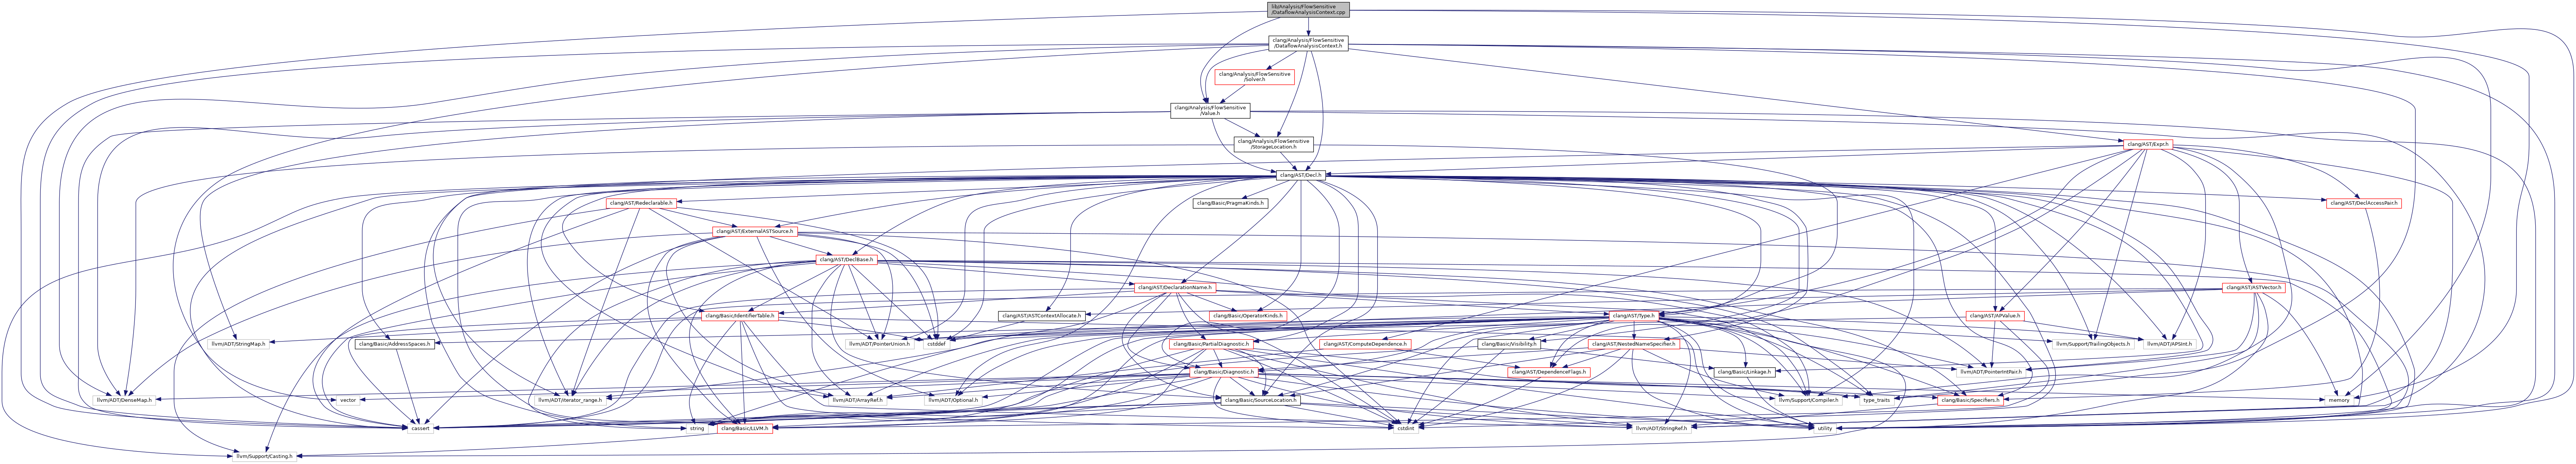 lib/Analysis/FlowSensitive
/DataflowAnalysisContext.cpp
clang/Analysis/FlowSensitive
/DataflowAnalysisContext.h
clang/Analysis/FlowSensitive
/Solver.h
clang/Analysis/FlowSensitive
/Value.h
clang/Analysis/FlowSensitive
/StorageLocation.h
clang/AST/Expr.h
clang/AST/Decl.h
clang/AST/Redeclarable.h
clang/Basic/PragmaKinds.h
clang/AST/DeclAccessPair.h
clang/AST/ExternalASTSource.h
clang/AST/DeclBase.h
clang/AST/DeclarationName.h
clang/AST/ASTVector.h
clang/Basic/IdentifierTable.h
clang/AST/ASTContextAllocate.h
clang/Basic/OperatorKinds.h
clang/AST/Type.h
clang/AST/APValue.h
llvm/ADT/StringMap.h
clang/Basic/AddressSpaces.h
llvm/ADT/PointerUnion.h
cstddef
clang/Basic/PartialDiagnostic.h
clang/AST/ComputeDependence.h
clang/Basic/Visibility.h
clang/AST/NestedNameSpecifier.h
llvm/Support/TrailingObjects.h
llvm/ADT/APSInt.h
clang/Basic/Diagnostic.h
clang/AST/DependenceFlags.h
clang/Basic/Linkage.h
llvm/ADT/PointerIntPair.h
llvm/ADT/DenseMap.h
vector
llvm/ADT/iterator_range.h
llvm/ADT/ArrayRef.h
llvm/ADT/Optional.h
clang/Basic/SourceLocation.h
llvm/Support/Compiler.h
type_traits
clang/Basic/Specifiers.h
memory
cassert
string
clang/Basic/LLVM.h
cstdint
llvm/ADT/StringRef.h
utility
llvm/Support/Casting.h